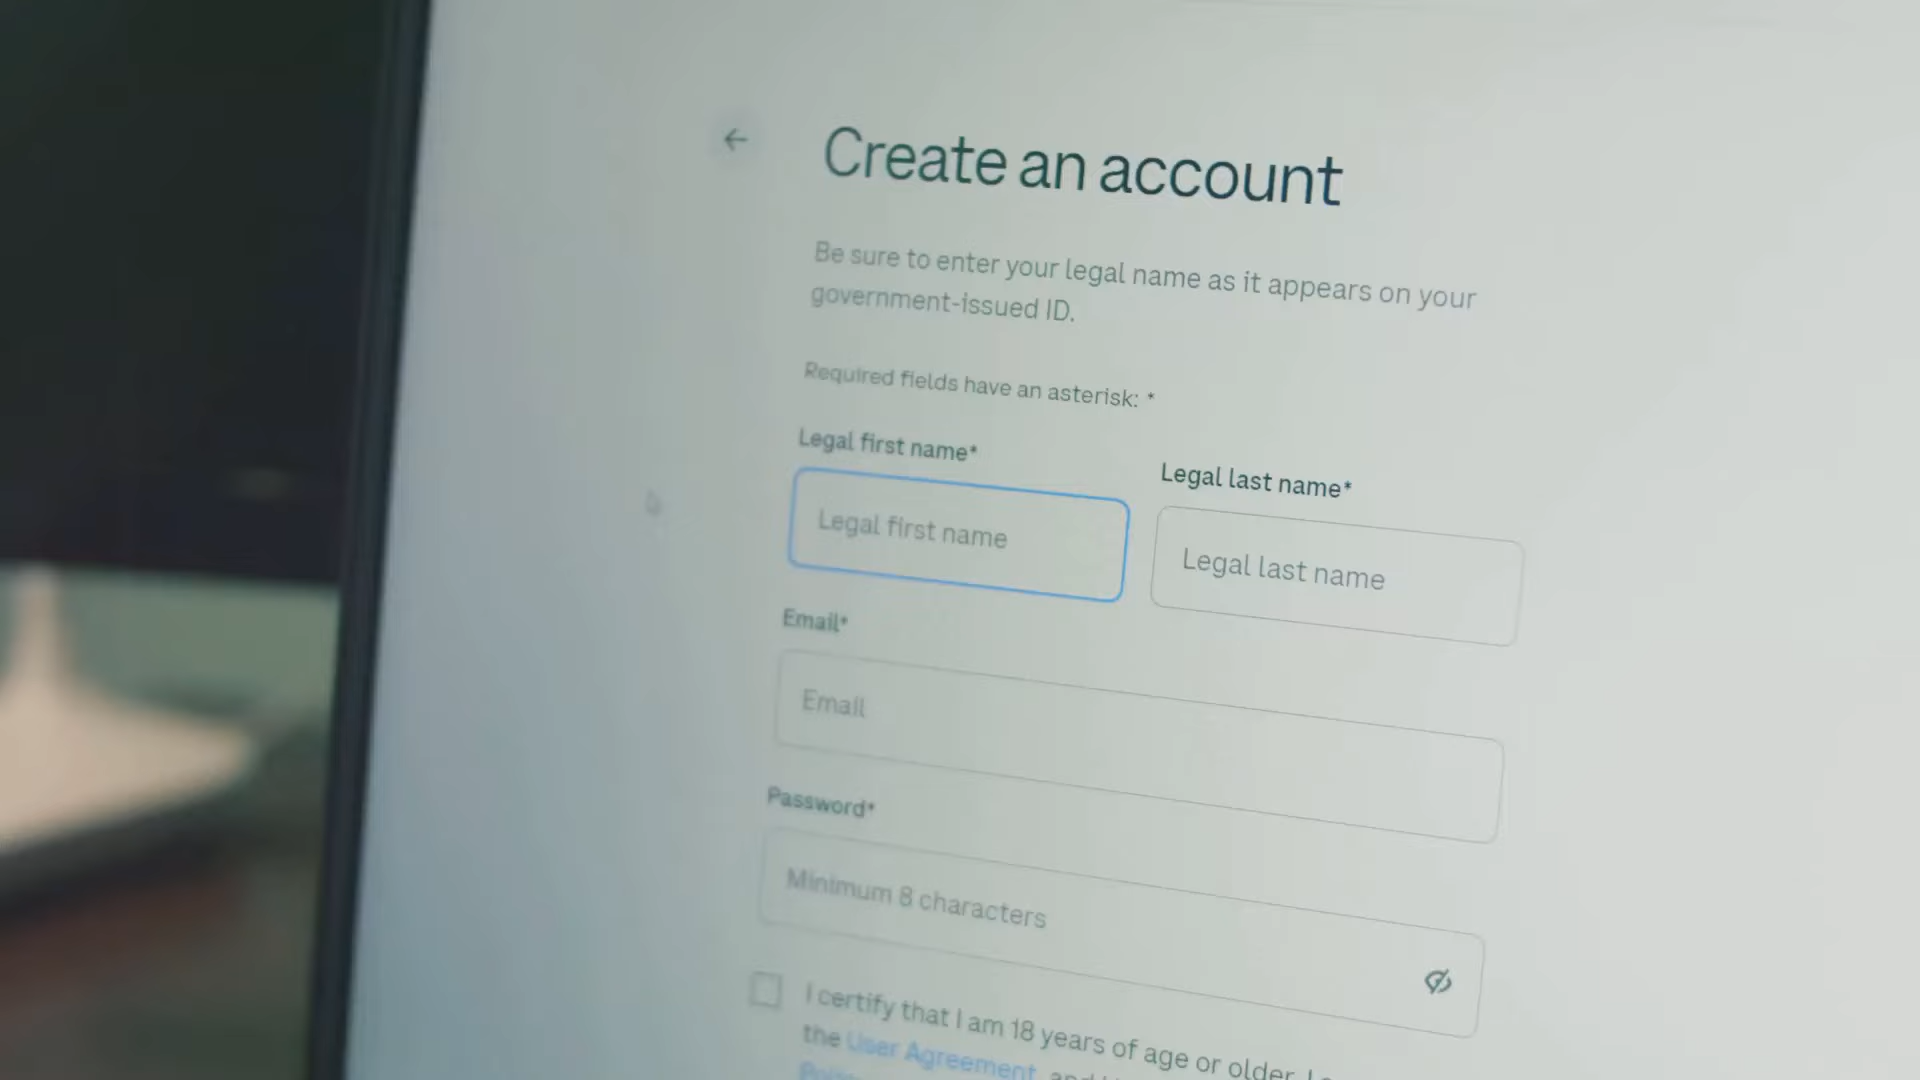 Create an account
Be sure to enter your legal name as it appears on your
government-issued ID.
Required fields have an asterisk: *
Legal first name*
Legal last name*
Legal first name
Legal last name
Email*
Email
Password*
Minimum 8 characters
I certify that I am 18 years of age or older, I
the User Agreement, and